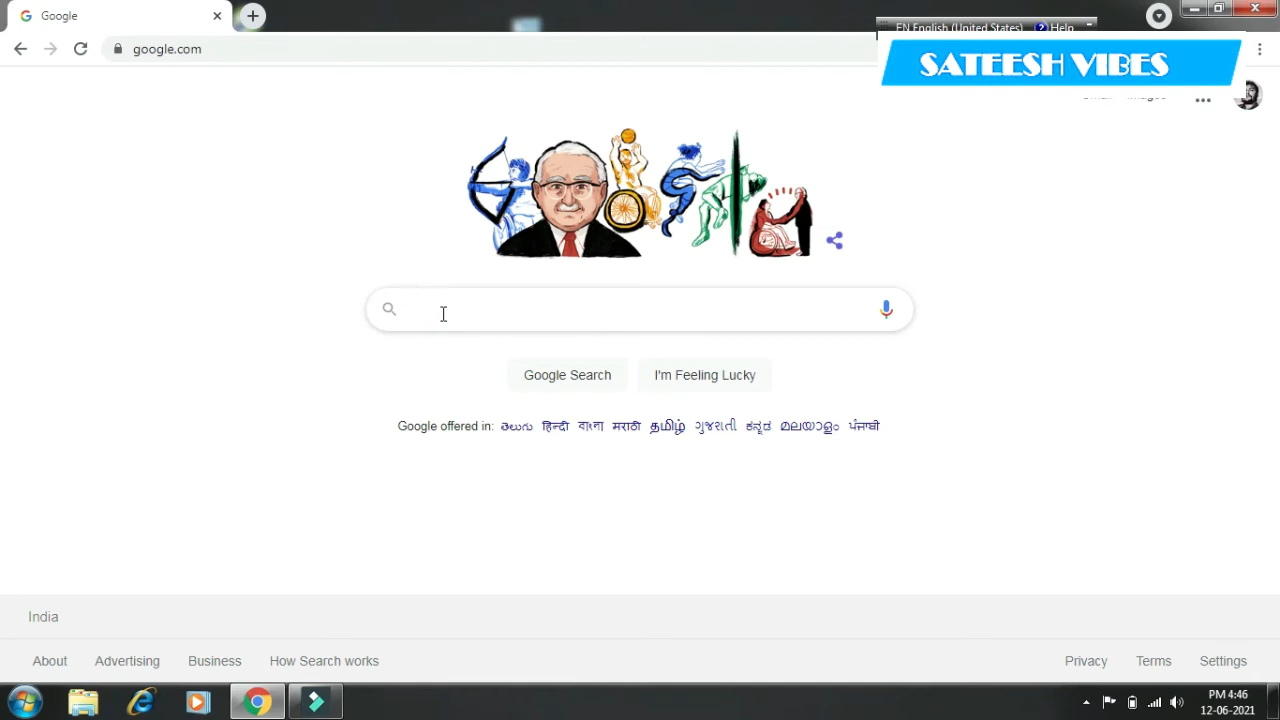 Google
EN English (United States) Help
google.com
SATEESH VIBES
Google Search
I'm Feeling Lucky
Google offered in: తెలుగు हिन्दी বাংলা मराठी தமிழ் ગુજરાતી ಕನ್ನಡ മലയാളം ਪੰਜਾਬੀ
India
About Advertising Business How Search works Privacy Terms Settings
PM 4:46
12-06-2021